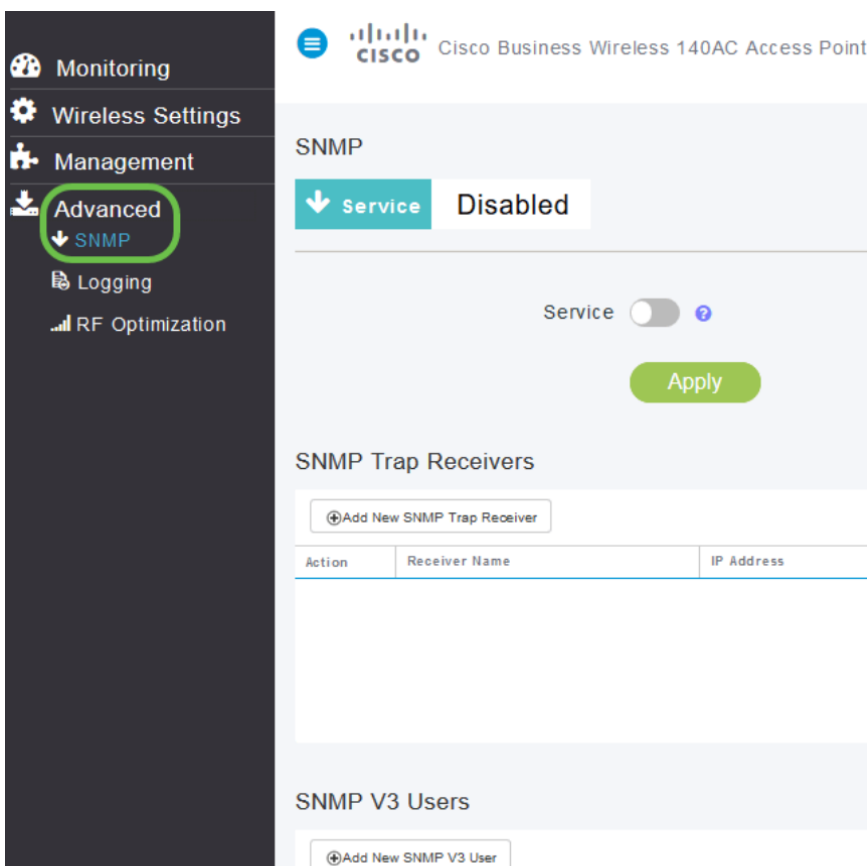 Monitoring
Wireless Settings
Management
Advanced
SNMP
Logging
RF Optimization
CISCO Cisco Business Wireless 140AC Access Point
SNMP
Service Disabled
Service ?
Apply
SNMP Trap Receivers
Add New SNMP Trap Receiver
Action Receiver Name IP Address
SNMP V3 Users
Add New SNMP V3 User